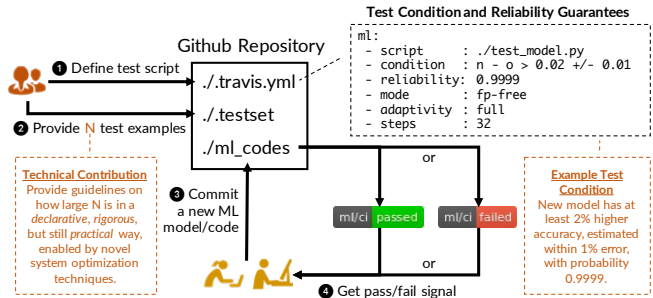 Test Condition and Reliability Guarantees
ml:
- script : ./test_model.py
- condition : n - o > 0.02 +/- 0.01
- reliability: 0.9999
- mode : fp-free
- adaptivity : full
- steps : 32
Github Repository
./.travis.yml
./.testset
./ml_codes
1 Define test script
2 Provide N test examples
Technical Contribution
Provide guidelines on
how large N is in a
declarative, rigorous,
but still practical way,
enabled by novel
system optimization
techniques.
3 Commit
a new ML
model/code
or
ml/ci passed
ml/ci failed
or
4 Get pass/fail signal
Example Test
Condition
New model has at
least 2% higher
accuracy, estimated
within 1% error,
with probability
0.9999.